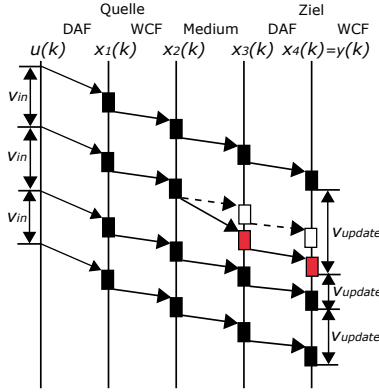 Quelle Ziel
DAF WCF Medium DAF WCF
u(k) x1(k) x2(k) x3(k) x4(k)=y(k)
vin
vin
vin
vupdate
vupdate
vupdate